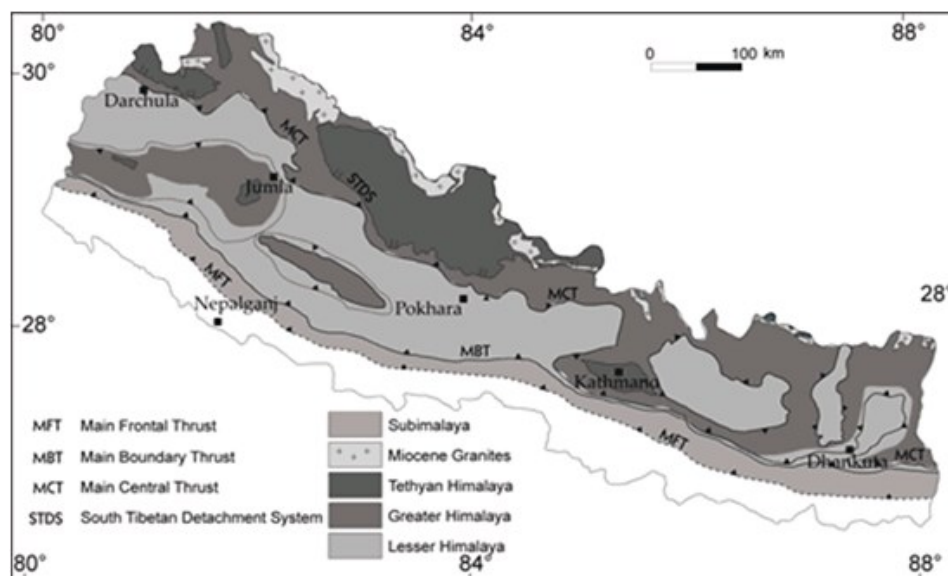 80°
84°
88°
30°
0 100 km
Darchula
MCT
Jumla
STDS
28°
MFT
Nepalganj
Pokhara
MCT
28°
MBT
Kathmand
MFT
Dhankuta
MCT
MFT Main Frontal Thrust
MBT Main Boundary Thrust
MCT Main Central Thrust
STDS South Tibetan Detachment System
Subimalaya
Miocene Granites
Tethyan Himalaya
Greater Himalaya
Lesser Himalaya
80°
84°
88°